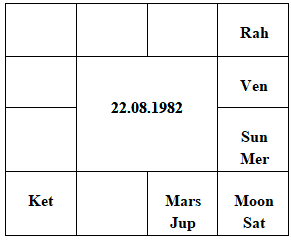 Rah
Ven
22.08.1982
Sun
Mer
Ket
Mars
Jup
Moon
Sat